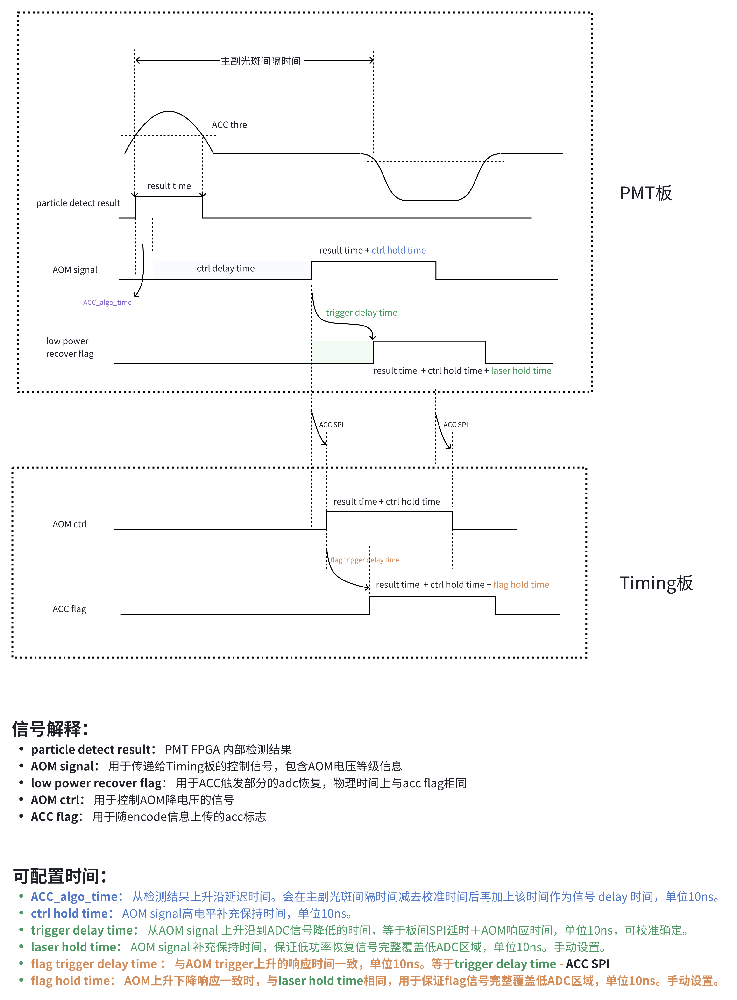 主副光斑间隔时间
ACC thre
result time
particle detect result
PMT板
result time + ctrl hold time
AOM signal
ctrl delay time
ACC_algo_time
trigger delay time
low power
recover flag
result time + ctrl hold time + laser hold time
ACC SPI
ACC SPI
result time + ctrl hold time
AOM ctrl
flag trigger delay time
result time + ctrl hold time + flag hold time
Timing板
ACC flag
信号解释：
• particle detect result： PMT FPGA 内部检测结果
• AOM signal： 用于传递给Timing板的控制信号，包含AOM电压等级信息
• low power recover flag： 用于ACC触发部分的adc恢复，物理时间上与acc flag相同
• AOM ctrl： 用于控制AOM降电压的信号
• ACC flag： 用于随encode信息上传的acc标志
可配置时间：
• ACC_algo_time： 从检测结果上升沿延迟时间。会在主副光斑间隔时间减去校准时间后再加上该时间作为信号 delay 时间，单位10ns。
• ctrl hold time： AOM signal高电平补充保持时间，单位10ns。
• trigger delay time： 从AOM signal 上升沿到ADC信号降低的时间，等于板间SPI延时＋AOM响应时间，单位10ns，可校准确定。
• laser hold time： AOM signal 补充保持时间，保证低功率恢复信号完整覆盖低ADC区域，单位10ns。手动设置。
• flag trigger delay time ： 与AOM trigger上升的响应时间一致，单位10ns。等于trigger delay time - ACC SPI
• flag hold time： AOM上升下降响应一致时，与laser hold time相同，用于保证flag信号完整覆盖低ADC区域，单位10ns。手动设置。